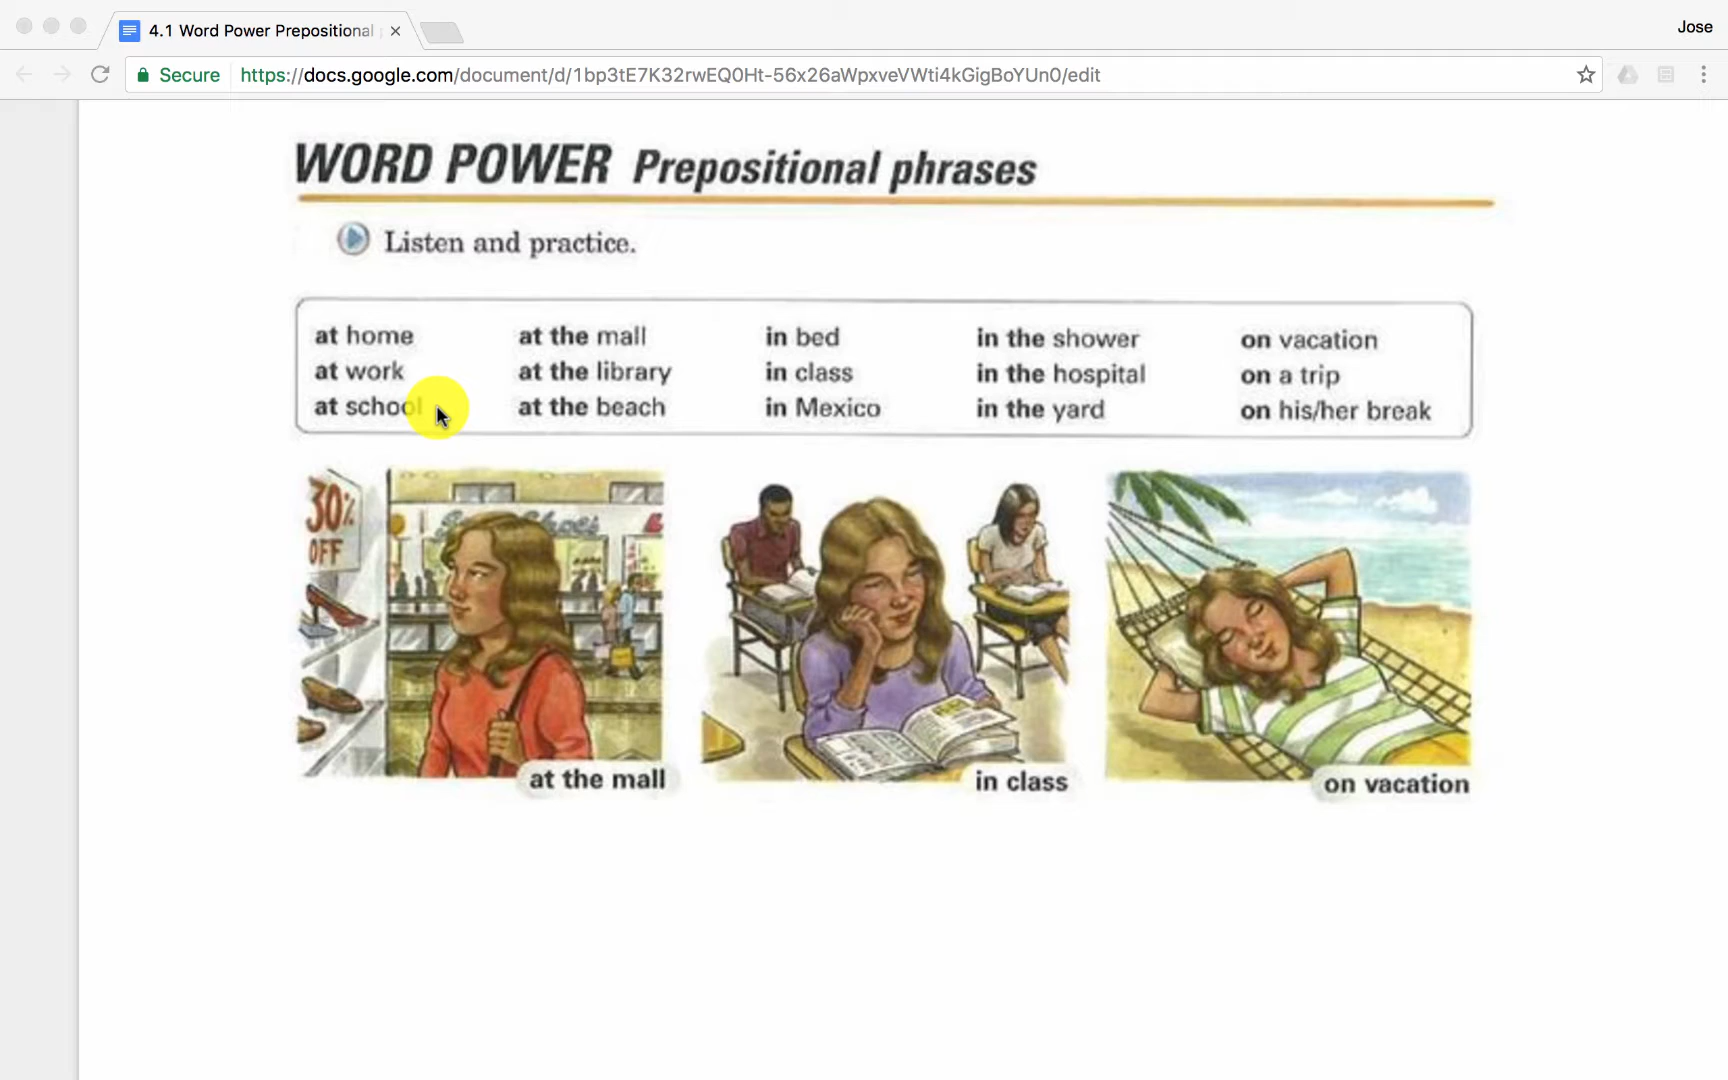 4.1 Word Power Prepositional
Jose
Secure https://docs.google.com/document/d/1bp3tE7K32rwEQ0Ht-56x26aWpxveVWti4kGigBoYUn0/edit
WORD POWER Prepositional phrases
Listen and practice.
at home at the mall in bed in the shower on vacation
at work at the library in class in the hospital on a trip
at school at the beach in Mexico in the yard on his/her break
30%
OFF
Shoes
at the mall
in class
on vacation